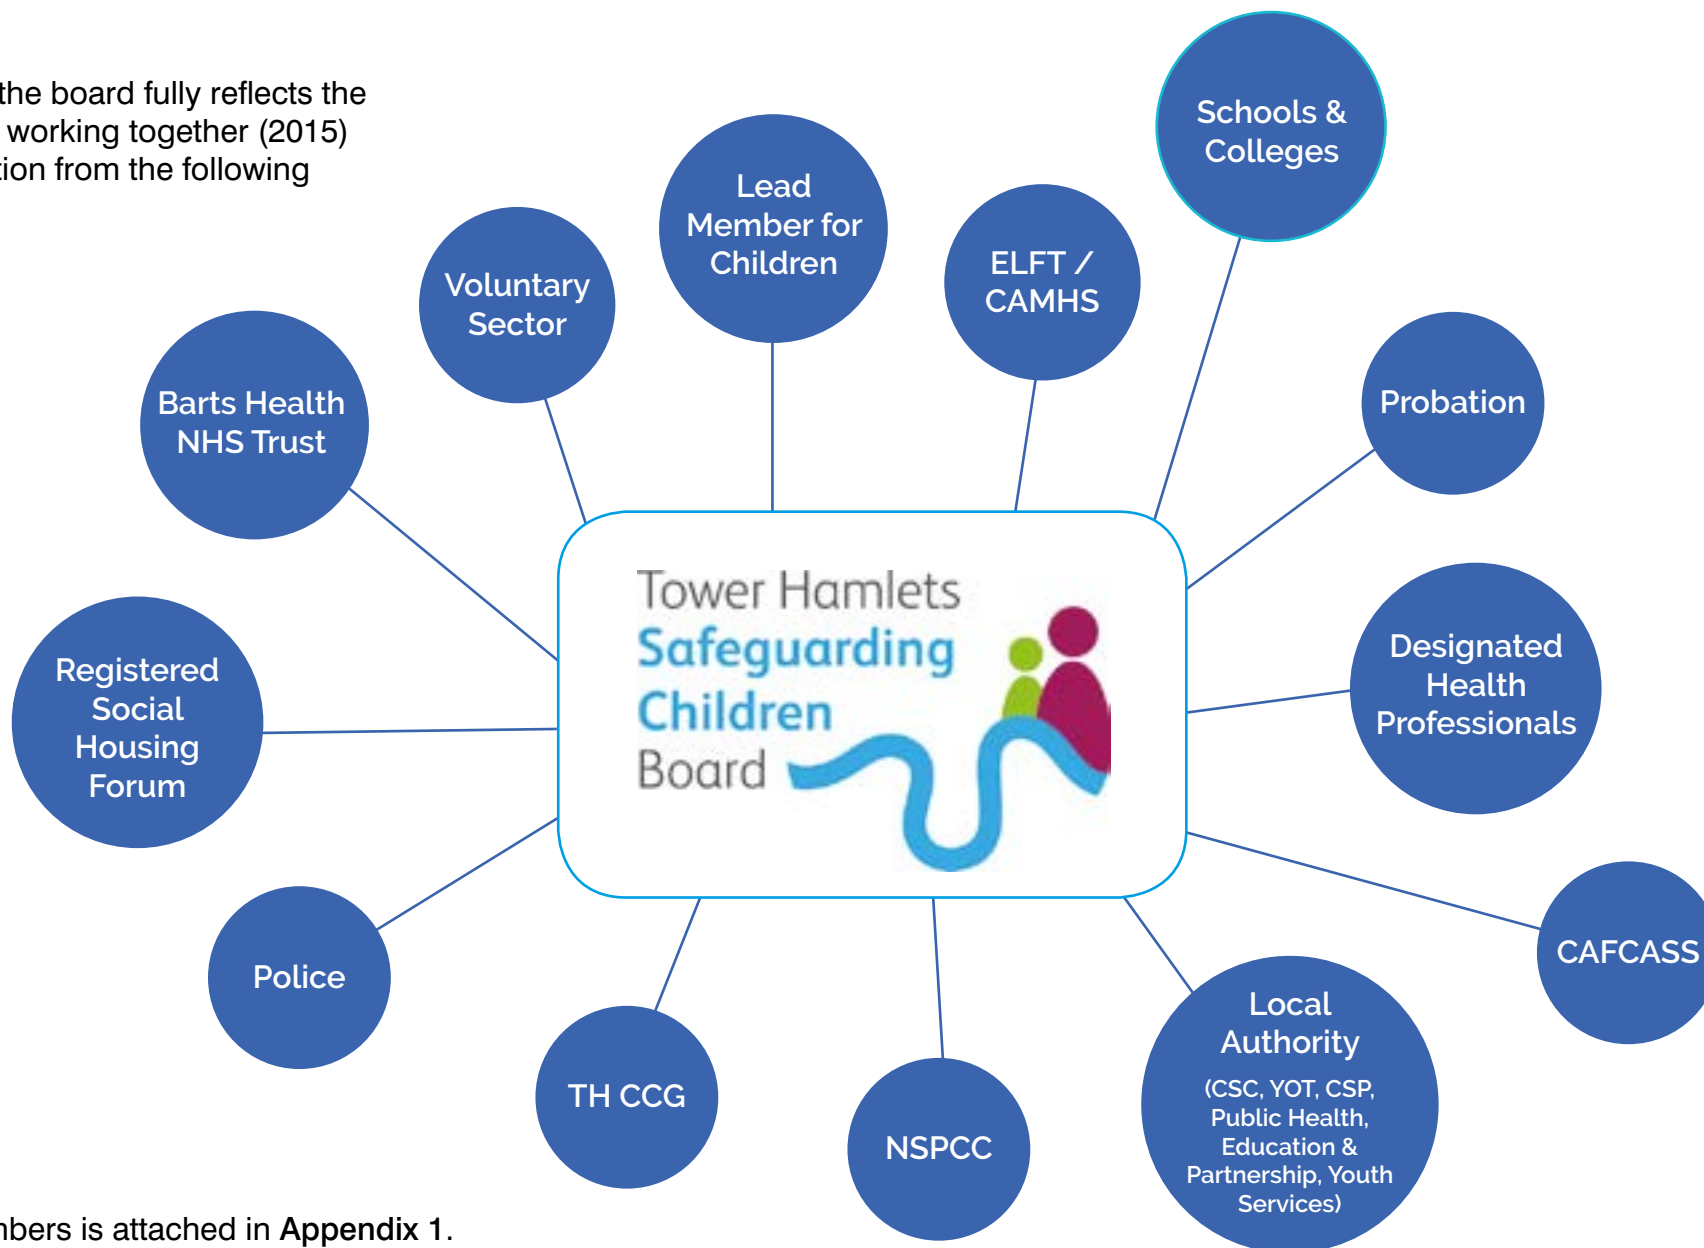 the board fully reflects the
working together (2015)
tion from the following
Schools &
Colleges
Lead
Member for
Children
ELFT /
CAMHS
Voluntary
Sector
Barts Health
NHS Trust
Probation
Tower Hamlets
Safeguarding
Children
Board
Designated
Health
Professionals
Registered
Social
Housing
Forum
CAFCASS
Police
Local
Authority
(CSC, YOT, CSP,
Public Health,
Education &
Partnership, Youth
Services)
TH CCG
NSPCC
mbers is attached in Appendix 1.